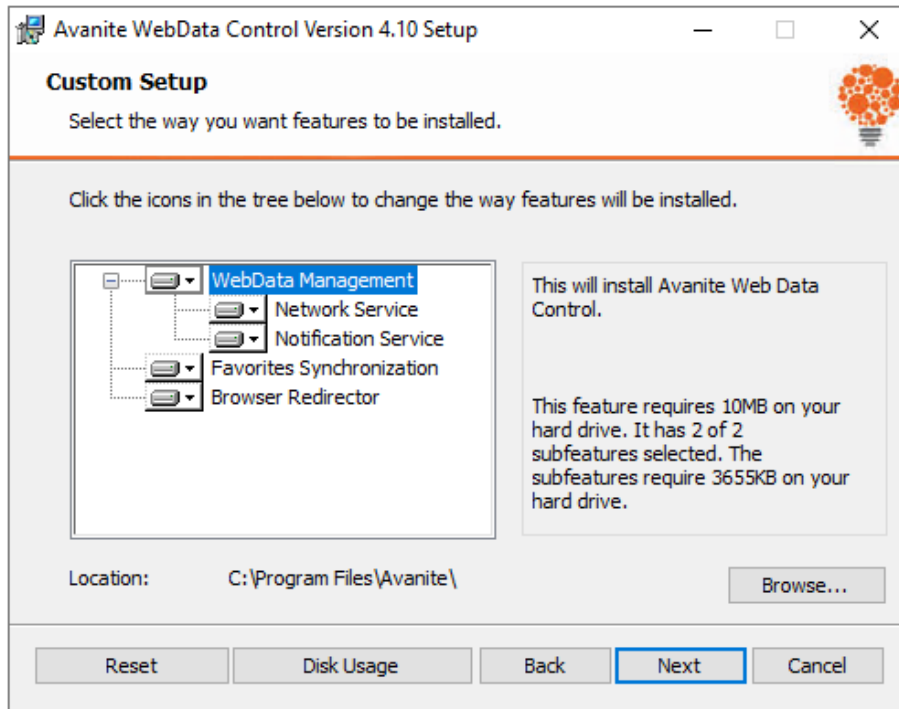 Avanite WebData Control Version 4.10 Setup
Custom Setup
Select the way you want features to be installed.
Click the icons in the tree below to change the way features will be installed.
WebData Management
Network Service
Notification Service
Favorites Synchronization
Browser Redirector
This will install Avanite Web Data
Control.
This feature requires 10MB on your
hard drive. It has 2 of 2
subfeatures selected. The
subfeatures require 3655KB on your
hard drive.
Location: C:\Program Files\Avanite\
Browse...
Reset Disk Usage Back Next Cancel